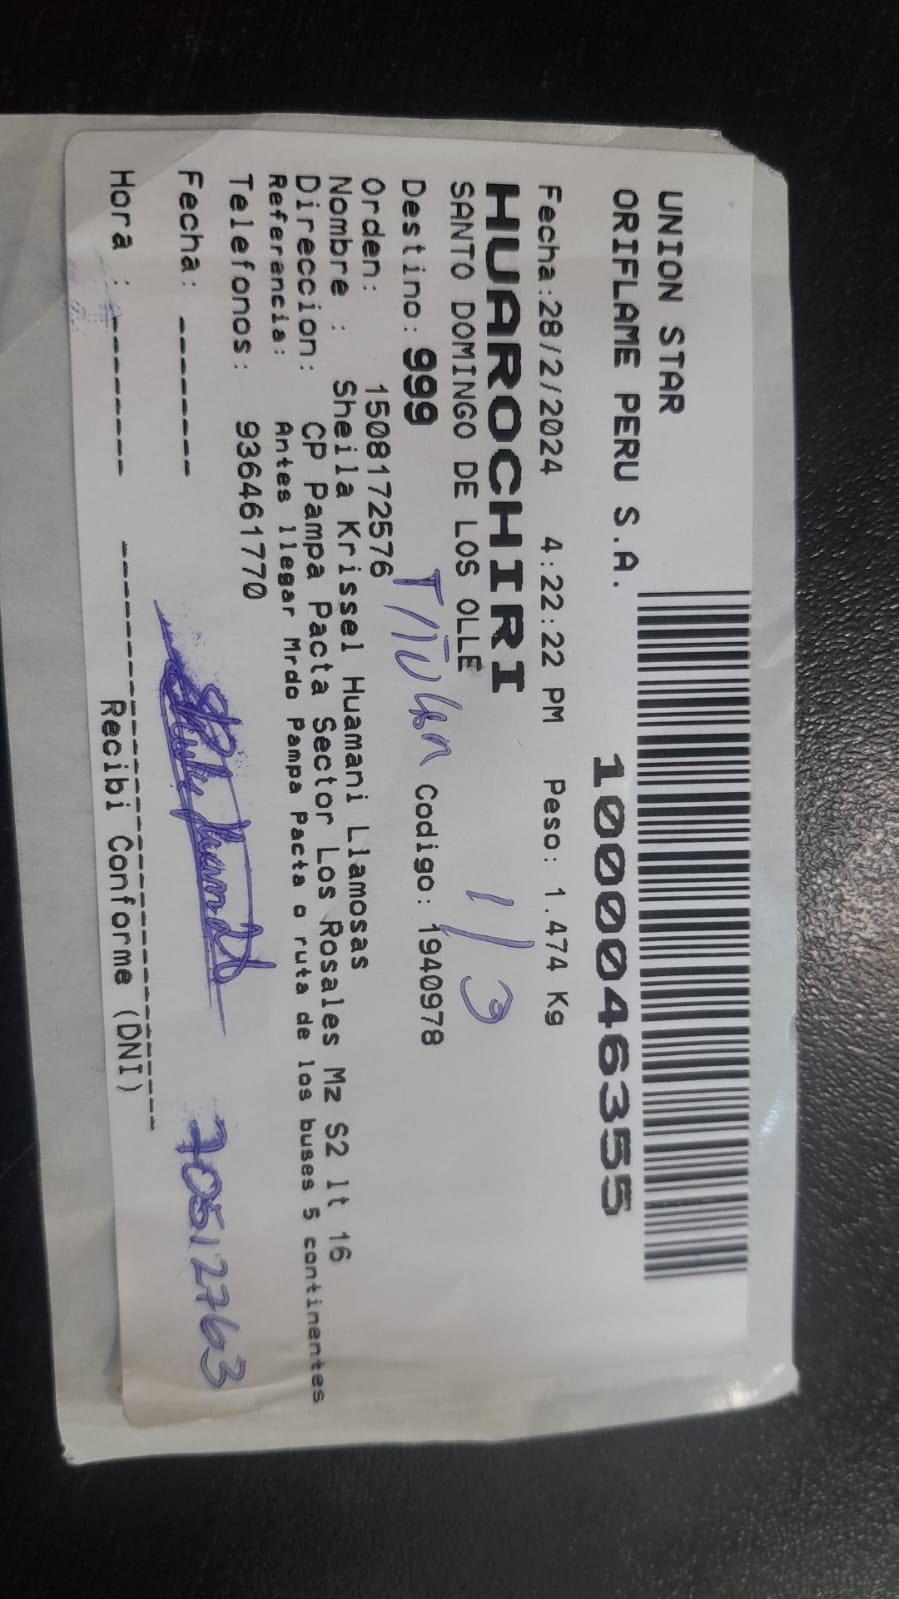 UNION STAR
ORIFLAME PERU S.A.
10000046355
Fecha:28/2/2024 4:22:22 PM Peso: 1.474 Kg
HUAROCHIRI
SANTO DOMINGO DE LOS OLLE 1/3
Destino: 999 Codigo: 1940978
Orden: 1508172576
Nombre : Sheila Krissel Huamani Llamosas
Direccion: CP Pampa Pacta Sector Los Rosales Mz S2 lt 16
Referencia: Antes llegar Mrdo Pampa Pacta o ruta de los buses 5 continentes
Telefonos: 936461770
Fecha: ------
70512763
Hora : ------- ----------------------------
Recibi Conforme (DNI)